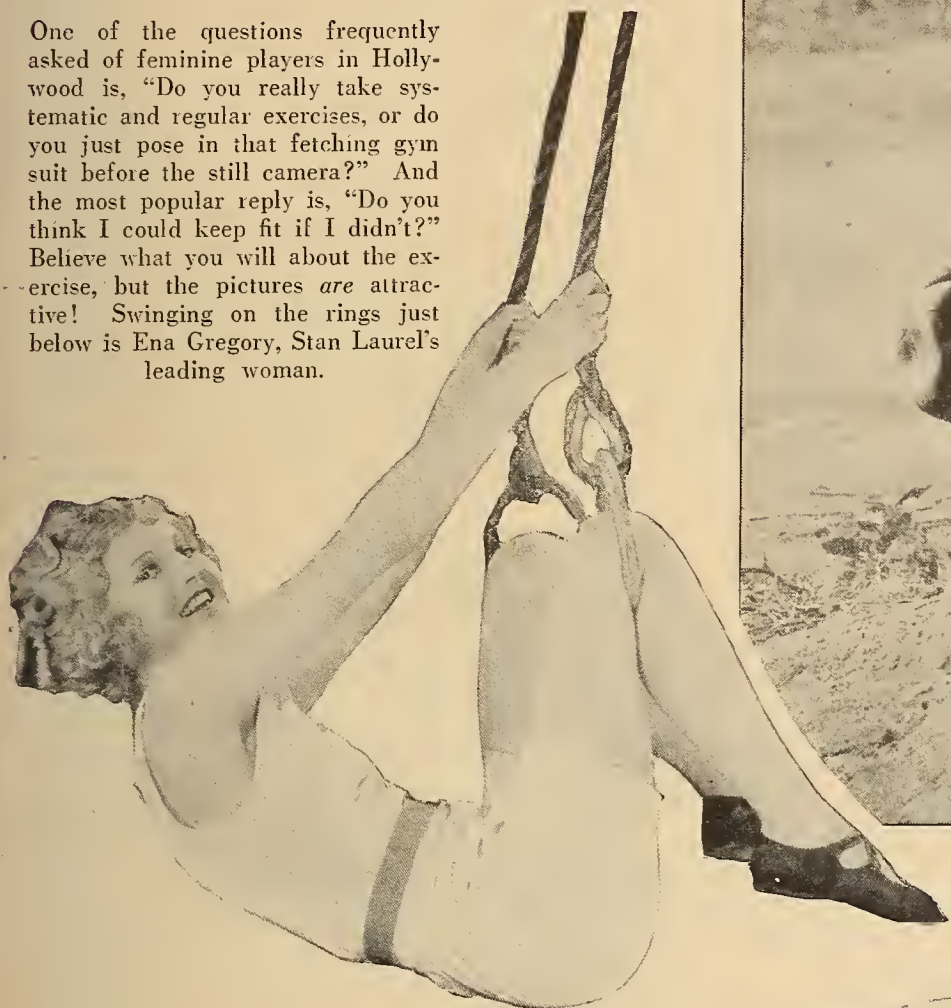 One of the questions frequently
asked of feminine players in Holly-
wood is, “Do you really take sys-
tematic and regular exercises, or do
you just pose in that fetching gym
suit before the still camera?” And
the most popular reply is, “Do you
think I could keep fit if I didn’t?”
Believe what you will about the ex-
ercise, but the pictures are attrac-
tive! Swinging on the rings just
below is Ena Gregory, Stan Laurel’s
leading woman.